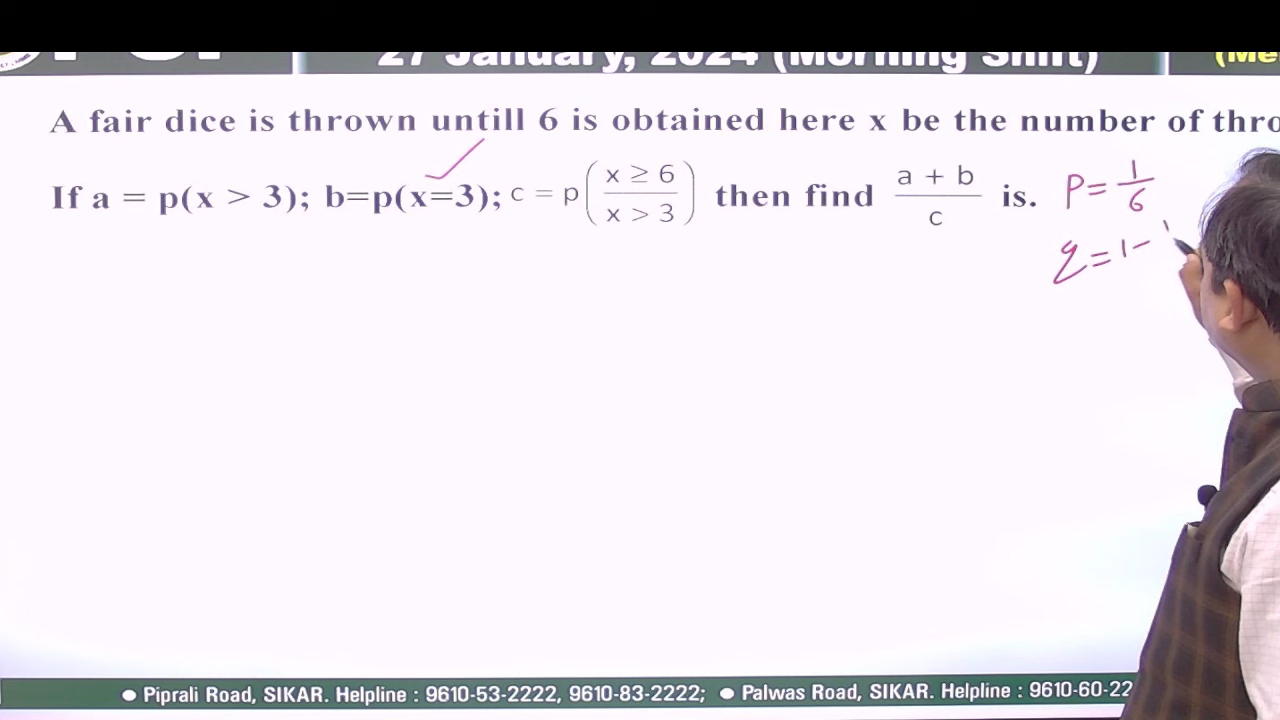 27 January, 2024 (Morning Shift)
A fair dice is thrown untill 6 is obtained here x be the number of
If a = p(x > 3); b=p(x=3); c = p( x ≥ 6 / x > 3 ) then find a + b / c is.
P = 1/6
q = 1 -
● Piprali Road, SIKAR. Helpline : 9610-53-2222, 9610-83-2222; ● Palwas Road, SIKAR. Helpline : 9610-60-22